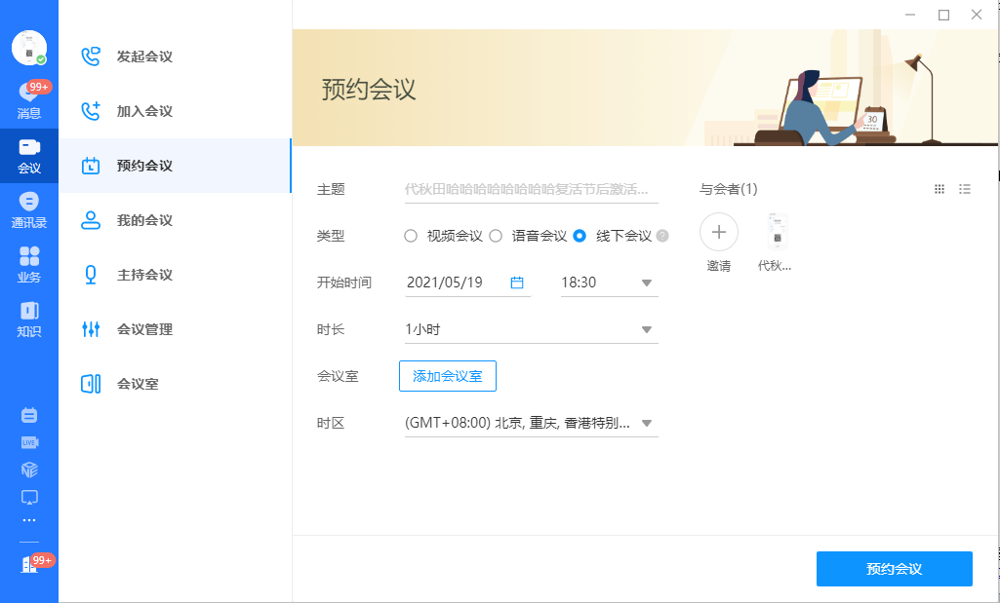 99+
消息
会议
通讯录
业务
知识
LIVE
99+
发起会议
加入会议
预约会议
我的会议
主持会议
会议管理
会议室
预约会议
30
主题
代秋田哈哈哈哈哈哈哈哈复活节后激活...
类型
视频会议 语音会议 线下会议 ?
开始时间
2021/05/19 18:30
时长
1小时
会议室
添加会议室
时区
(GMT+08:00) 北京, 重庆, 香港特别...
与会者(1)
邀请
代秋...
预约会议